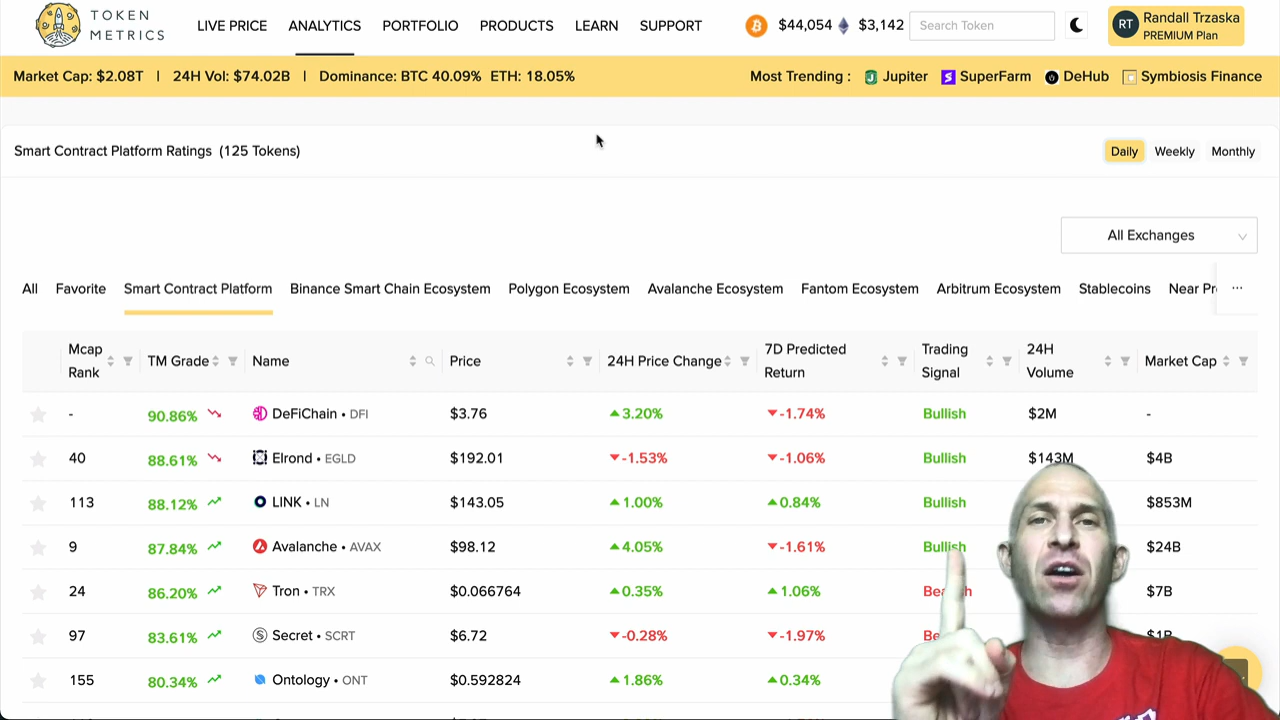 TOKEN METRICS
LIVE PRICE ANALYTICS PORTFOLIO PRODUCTS LEARN SUPPORT $44,054 $3,142 Search Token RT Randall Trzaska
PREMIUM Plan
Market Cap: $2.08T | 24H Vol: $74.02B | Dominance: BTC 40.09% ETH: 18.05% Most Trending : Jupiter SuperFarm DeHub Symbiosis Finance
Smart Contract Platform Ratings (125 Tokens) Daily Weekly Monthly
All Exchanges
All Favorite Smart Contract Platform Binance Smart Chain Ecosystem Polygon Ecosystem Avalanche Ecosystem Fantom Ecosystem Arbitrum Ecosystem Stablecoins Near ...
Mcap Rank TM Grade Name Price 24H Price Change 7D Predicted Return Trading Signal 24H Volume Market Cap
- 90.86% DeFiChain • DFI $3.76 3.20% -1.74% Bullish $2M -
40 88.61% Elrond • EGLD $192.01 -1.53% -1.06% Bullish $143M $4B
113 88.12% LINK • LN $143.05 1.00% 0.84% Bullish $853M
9 87.84% Avalanche • AVAX $98.12 4.05% -1.61% Bullish $24B
24 86.20% Tron • TRX $0.066764 0.35% 1.06% $7B
97 83.61% Secret • SCRT $6.72 -0.28% -1.97% $1B
155 80.34% Ontology • ONT $0.592824 1.86% 0.34%